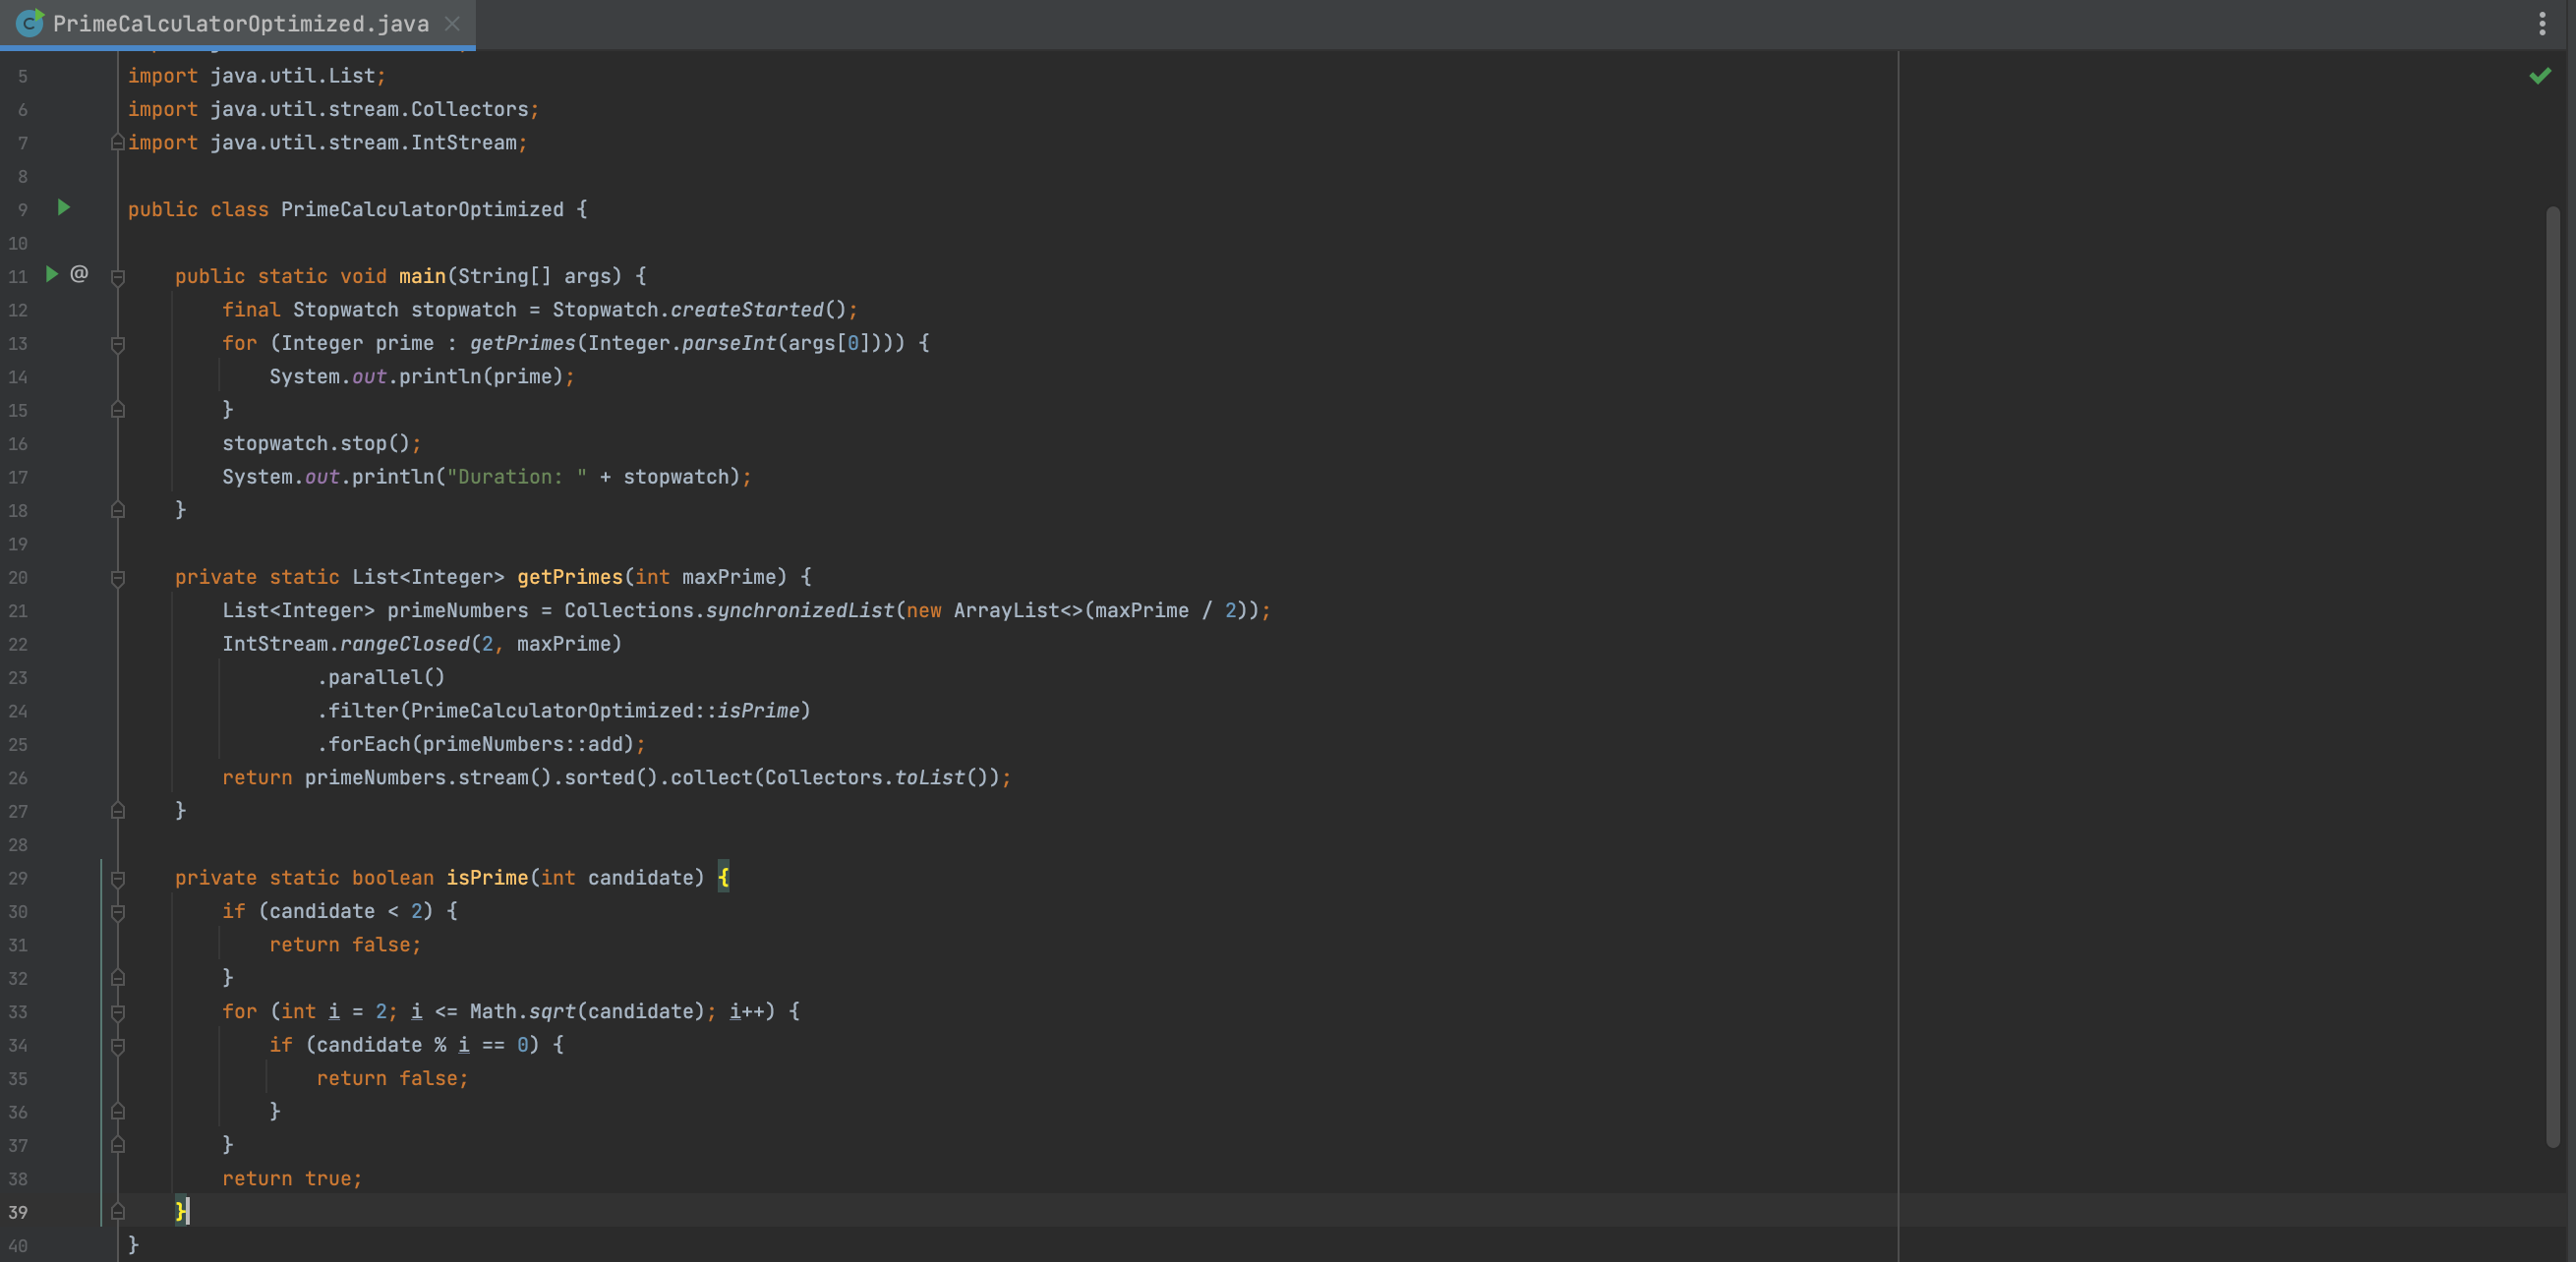 PrimeCalculatorOptimized.java
5 import java.util.List;
6 import java.util.stream.Collectors;
7 import java.util.stream.IntStream;
8
9 public class PrimeCalculatorOptimized {
10
11 @ public static void main(String[] args) {
12 final Stopwatch stopwatch = Stopwatch.createStarted();
13 for (Integer prime : getPrimes(Integer.parseInt(args[0]))) {
14 System.out.println(prime);
15 }
16 stopwatch.stop();
17 System.out.println("Duration: " + stopwatch);
18 }
19
20 private static List<Integer> getPrimes(int maxPrime) {
21 List<Integer> primeNumbers = Collections.synchronizedList(new ArrayList<>(maxPrime / 2));
22 IntStream.rangeClosed(2, maxPrime)
23 .parallel()
24 .filter(PrimeCalculatorOptimized::isPrime)
25 .forEach(primeNumbers::add);
26 return primeNumbers.stream().sorted().collect(Collectors.toList());
27 }
28
29 private static boolean isPrime(int candidate) {
30 if (candidate < 2) {
31 return false;
32 }
33 for (int i = 2; i <= Math.sqrt(candidate); i++) {
34 if (candidate % i == 0) {
35 return false;
36 }
37 }
38 return true;
39 }
40 }